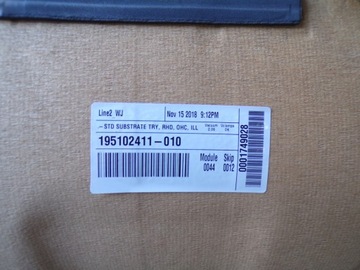 Line2 WJ
Nov 15 2018 9:12PM
STD SUBSTRATE TRY, RHD, OHC, ILL
195102411-010
Module Skip
0044 0012
0001749028